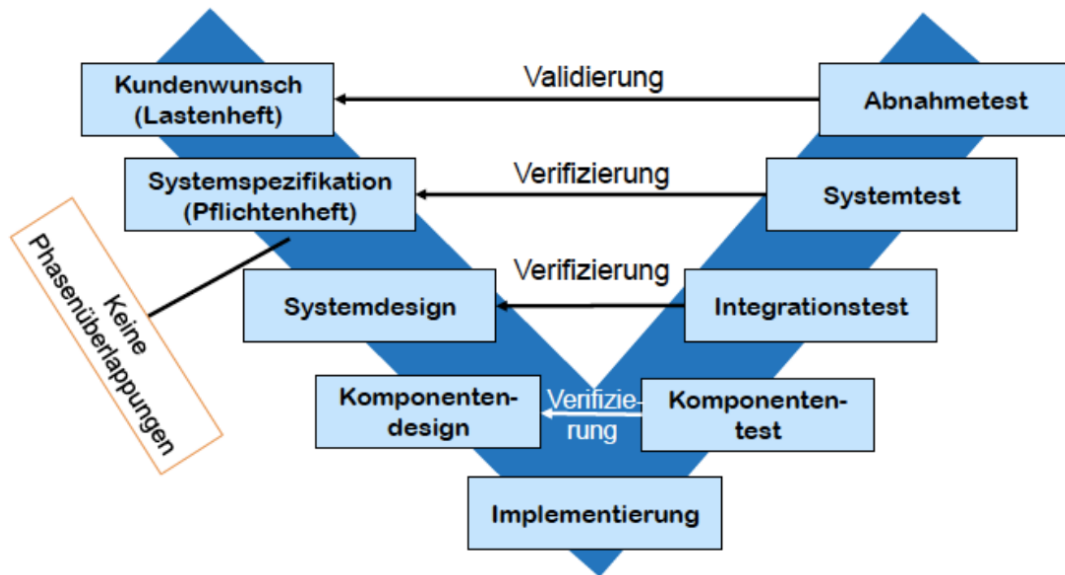 Kundenwunsch
(Lastenheft)
Validierung
Abnahmetest
Systemspezifikation
(Pflichtenheft)
Verifizierung
Systemtest
Keine
Phasenüberlappungen
Systemdesign
Verifizierung
Integrationstest
Komponenten-
design
Verifizie-
rung
Komponenten-
test
Implementierung